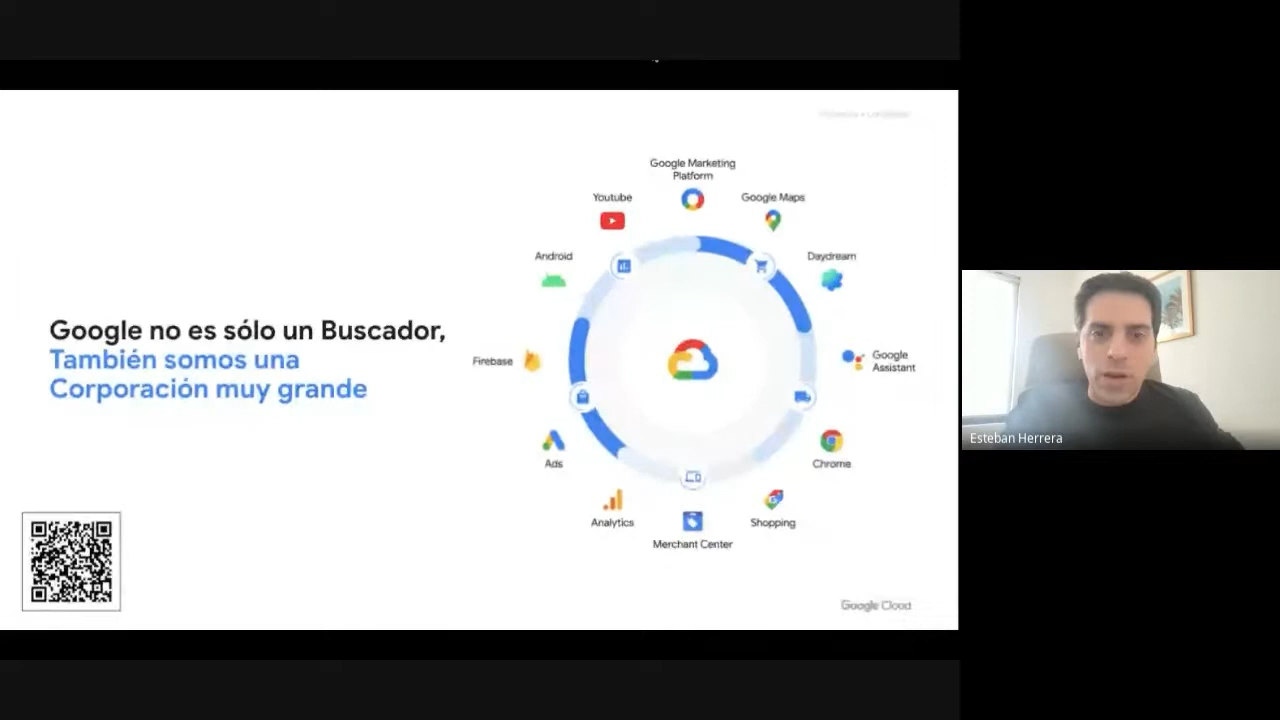 Google Marketing
Platform
Youtube
Google Maps
Android
Daydream
Google no es sólo un Buscador,
También somos una
Corporación muy grande
Firebase
Google
Assistant
Ads
Chrome
Analytics
Shopping
Merchant Center
Google Cloud
Esteban Herrera